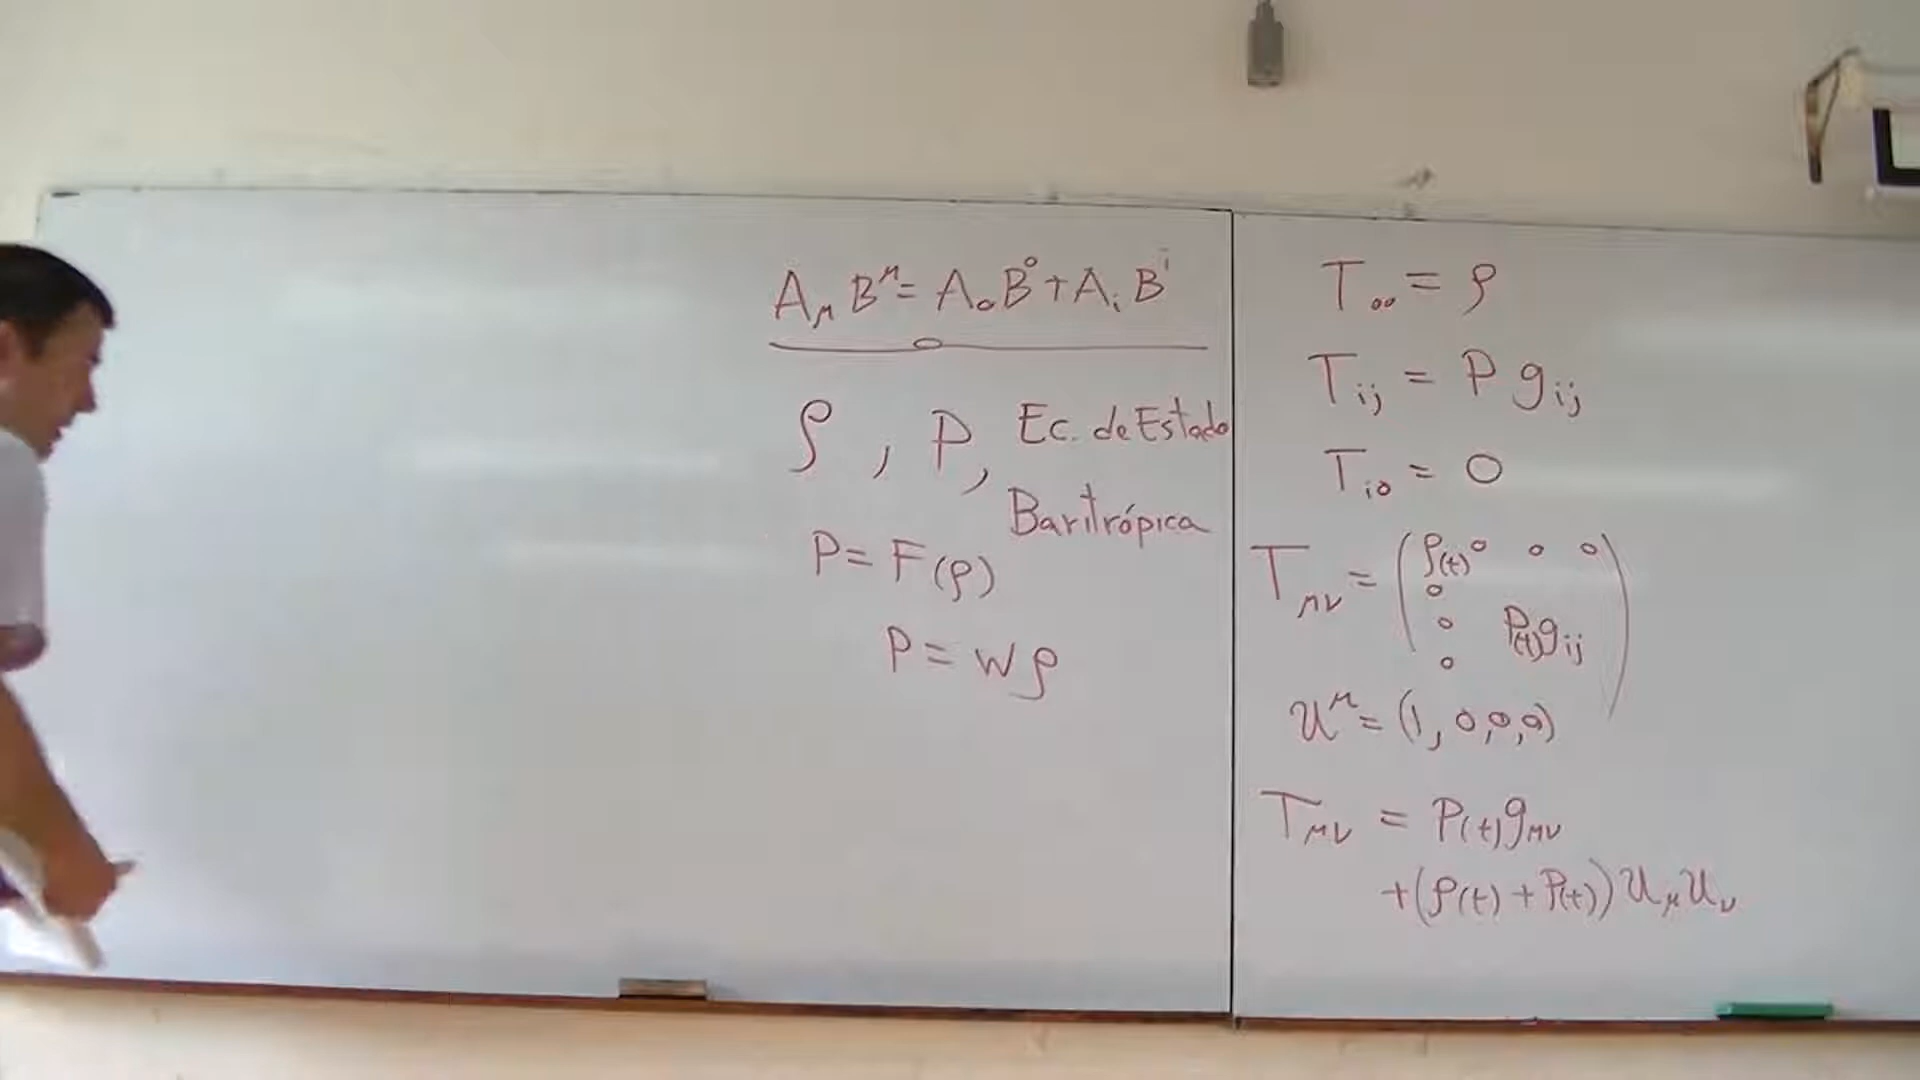 A_μ B^μ = A_0 B^0 + A_i B^i
ρ , P, Ec. de Estado
Baritrópica
P = F(ρ)
P = wρ
T_00 = ρ
T_ij = P g_ij
T_i0 = 0
T_μν = ( ρ(t) 0 0 0
0
0 P(t) g_ij
0 )
U^μ = (1, 0, 0, 0)
T_μν = P(t) g_μν
+ (ρ(t) + P(t)) U_μ U_ν